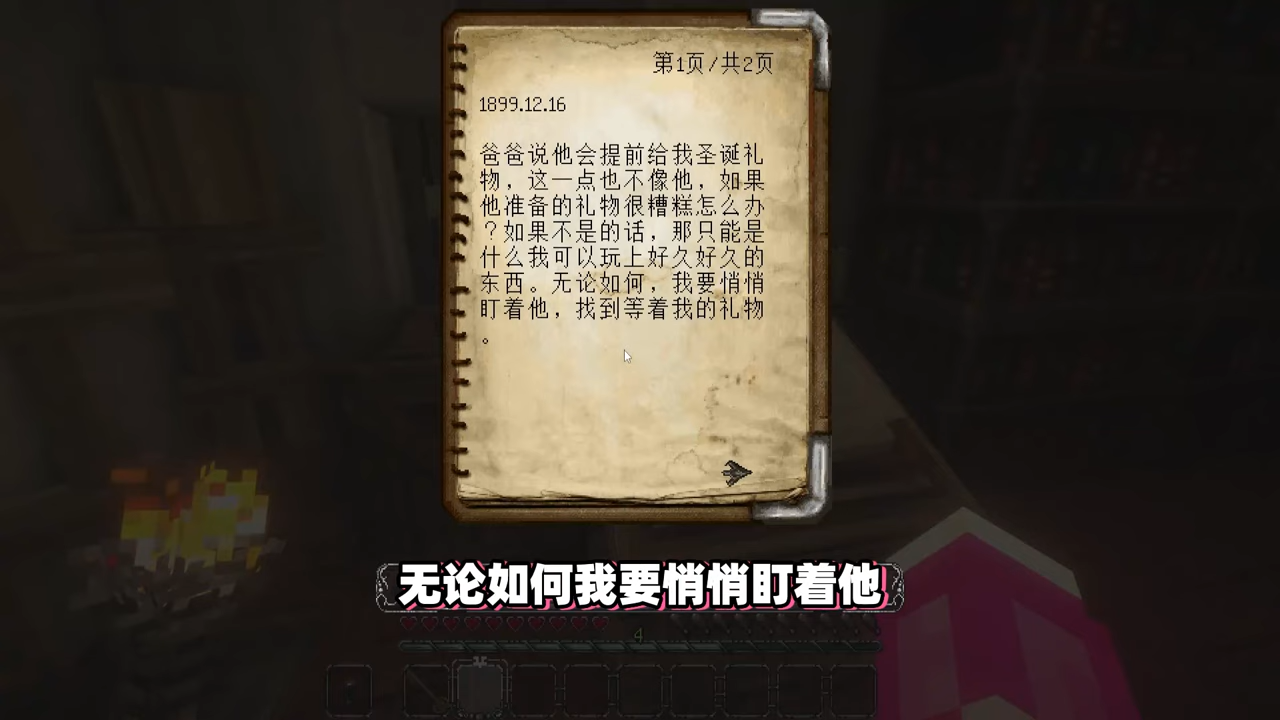 第1页/共2页
1899.12.16
爸爸说他会提前给我圣诞礼
物，这一点也不像他，如果
他准备的礼物很糟糕怎么办
？如果不是的话，那只能是
什么我可以玩上好久好久的
东西。无论如何，我要悄悄
盯着他，找到等着我的礼物
。
无论如何我要悄悄盯着他
4